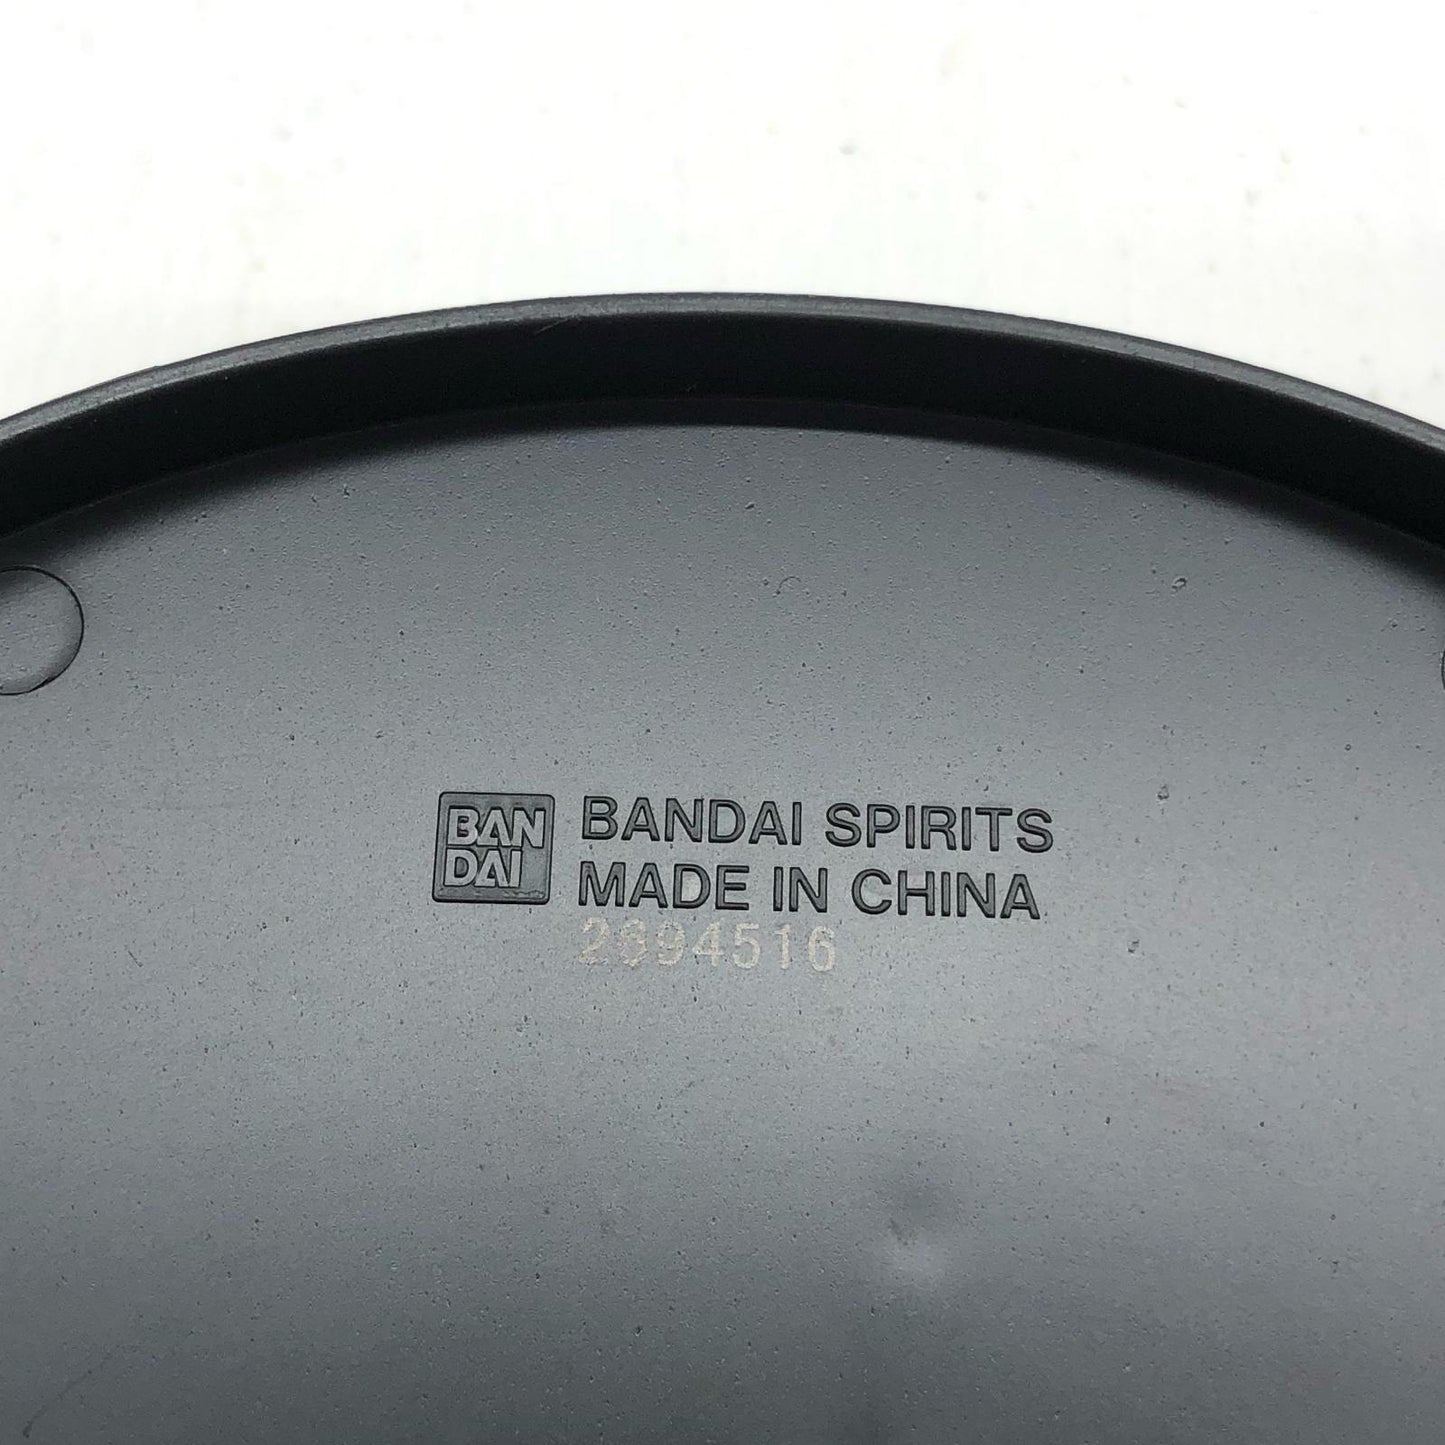 BAN
DAI
BANDAI SPIRITS
MADE IN CHINA
2694516